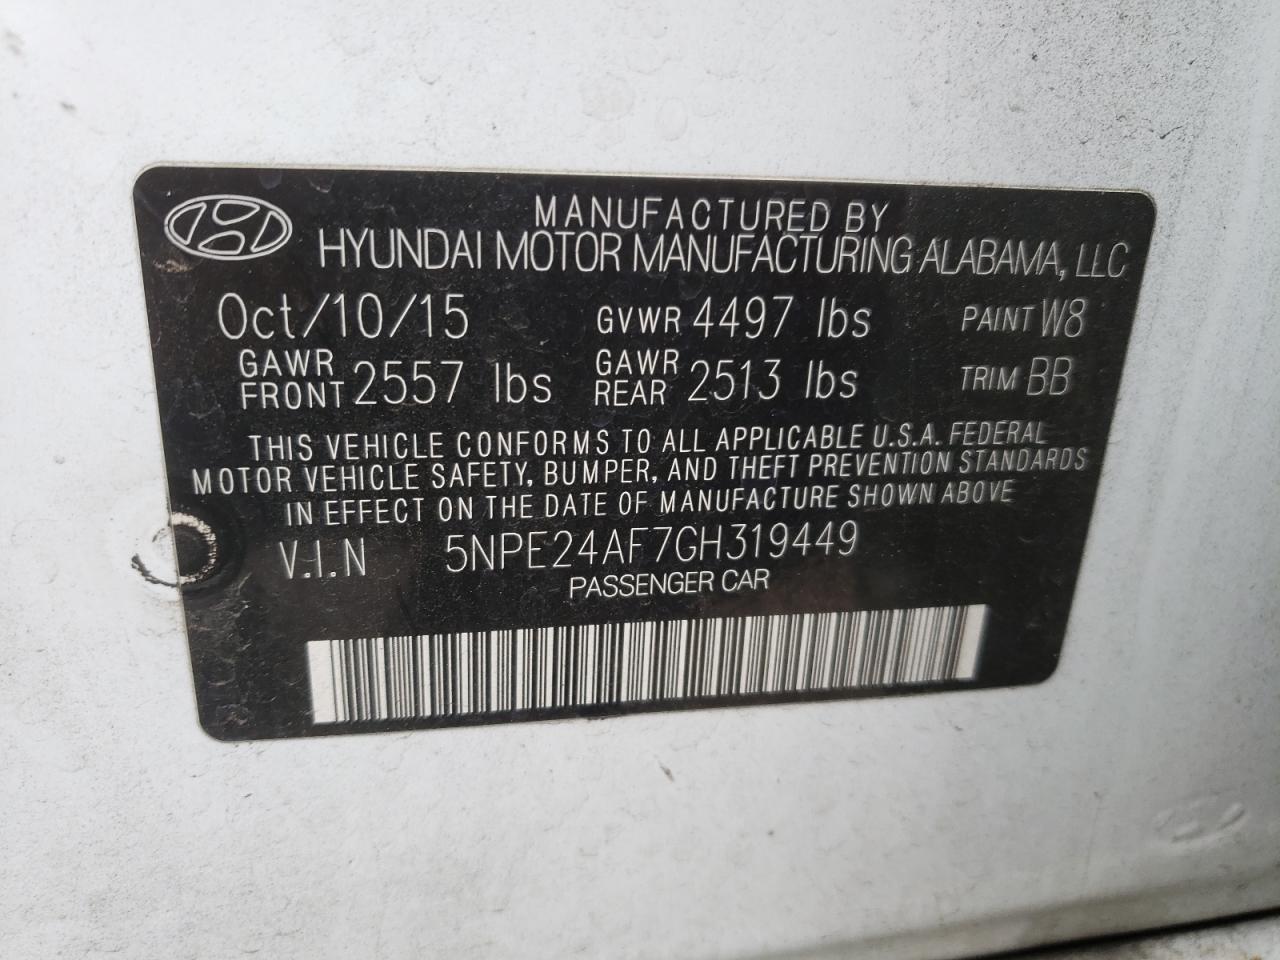 MANUFACTURED BY
HYUNDAI MOTOR MANUFACTURING ALABAMA, LLC
Oct/10/15 GVWR 4497 lbs PAINT W8
GAWR FRONT 2557 lbs GAWR REAR 2513 lbs TRIM BB
THIS VEHICLE CONFORMS TO ALL APPLICABLE U.S.A. FEDERAL
MOTOR VEHICLE SAFETY, BUMPER, AND THEFT PREVENTION STANDARDS
IN EFFECT ON THE DATE OF MANUFACTURE SHOWN ABOVE
V.I.N 5NPE24AF7GH319449
PASSENGER CAR